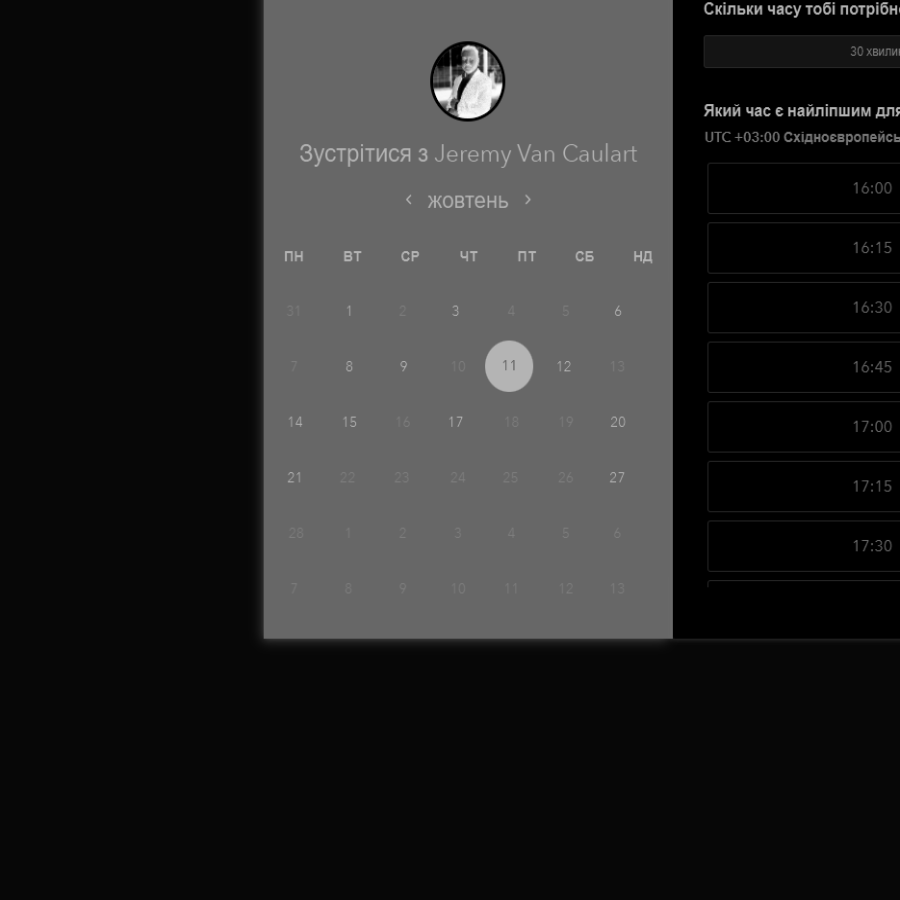 Зустрітися з Jeremy Van Caulart
‹ жовтень ›
ПН ВТ СР ЧТ ПТ СБ НД
31 1 2 3 4 5 6
7 8 9 10 11 12 13
14 15 16 17 18 19 20
21 22 23 24 25 26 27
28 1 2 3 4 5 6
7 8 9 10 11 12 13
Скільки часу тобі
30
Який час є найліпшим
UTC +03:00
16:00
16:15
16:30
16:45
17:00
17:15
17:30